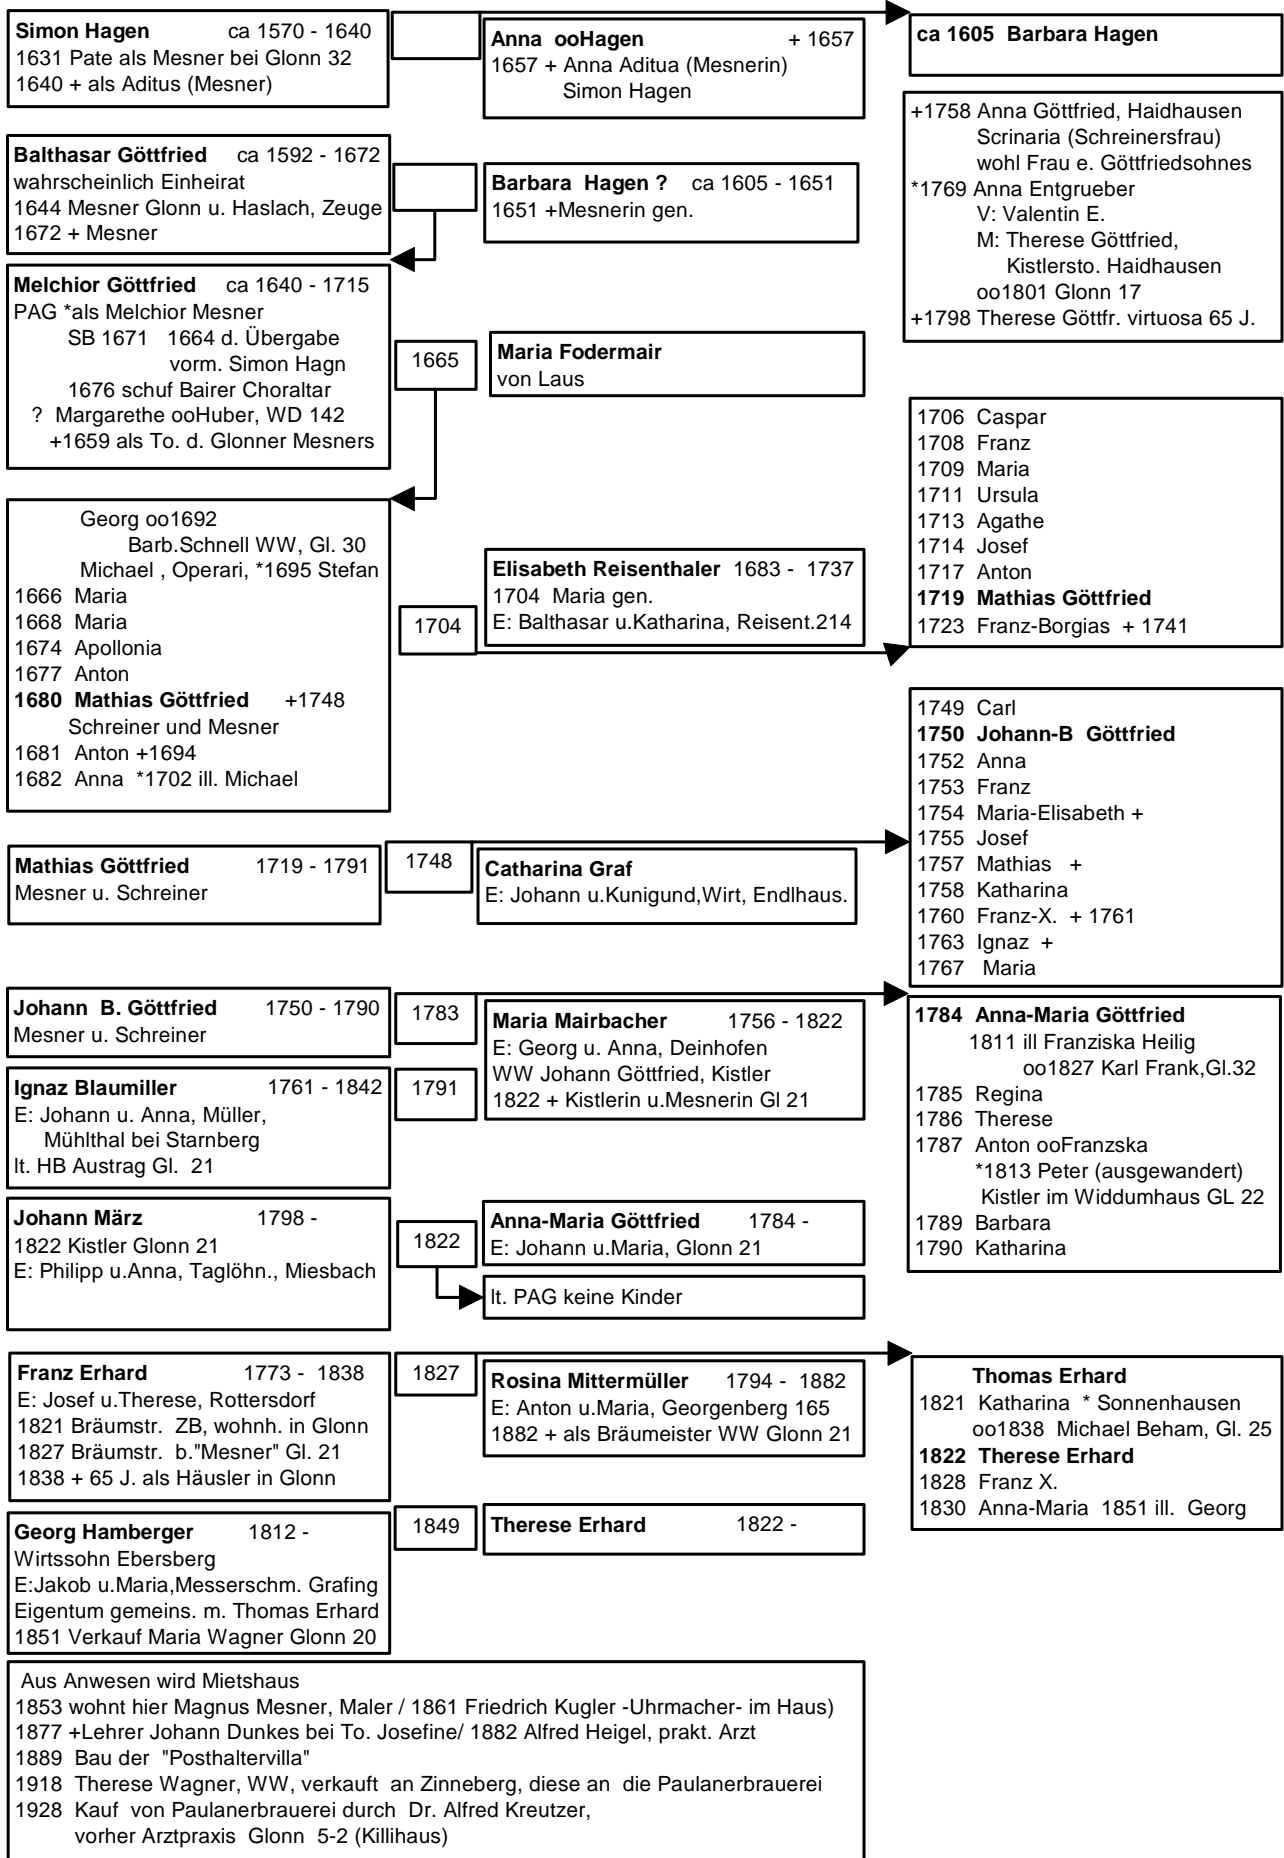 Simon Hagen ca 1570 - 1640
1631 Pate als Mesner bei Glonn 32
1640 + als Aditus (Mesner)
Anna ooHagen + 1657
1657 + Anna Aditua (Mesnerin)
Simon Hagen
ca 1605 Barbara Hagen
+1758 Anna Göttfried, Haidhausen
Scrinaria (Schreinersfrau)
wohl Frau e. Göttfriedsohnes
*1769 Anna Entgrueber
V: Valentin E.
M: Therese Göttfried,
Kistlersto. Haidhausen
oo1801 Glonn 17
+1798 Therese Göttfr. virtuosa 65 J.
Balthasar Göttfried ca 1592 - 1672
wahrscheinlich Einheirat
1644 Mesner Glonn u. Haslach, Zeuge
1672 + Mesner
Barbara Hagen ? ca 1605 - 1651
1651 +Mesnerin gen.
Melchior Göttfried ca 1640 - 1715
PAG *als Melchior Mesner
SB 1671 1664 d. Übergabe
vorm. Simon Hagn
1676 schuf Bairer Choraltar
? Margarethe ooHuber, WD 142
+1659 als To. d. Glonner Mesners
1665
Maria Fodermair
von Laus
Georg oo1692
Barb.Schnell WW, Gl. 30
Michael , Operari, *1695 Stefan
1666 Maria
1668 Maria
1674 Apollonia
1677 Anton
1680 Mathias Göttfried +1748
Schreiner und Mesner
1681 Anton +1694
1682 Anna *1702 ill. Michael
1704
Elisabeth Reisenthaler 1683 - 1737
1704 Maria gen.
E: Balthasar u.Katharina, Reisent.214
1706 Caspar
1708 Franz
1709 Maria
1711 Ursula
1713 Agathe
1714 Josef
1717 Anton
1719 Mathias Göttfried
1723 Franz-Borgias + 1741
Mathias Göttfried 1719 - 1791
Mesner u. Schreiner
1748
Catharina Graf
E: Johann u.Kunigund,Wirt, Endlhaus.
1749 Carl
1750 Johann-B Göttfried
1752 Anna
1753 Franz
1754 Maria-Elisabeth +
1755 Josef
1757 Mathias +
1758 Katharina
1760 Franz-X. + 1761
1763 Ignaz +
1767 Maria
Johann B. Göttfried 1750 - 1790
Mesner u. Schreiner
1783
Maria Mairbacher 1756 - 1822
E: Georg u. Anna, Deinhofen
WW Johann Göttfried, Kistler
1822 + Kistlerin u.Mesnerin Gl 21
Ignaz Blaumiller 1761 - 1842
E: Johann u. Anna, Müller,
Mühlthal bei Starnberg
lt. HB Austrag Gl. 21
1791
1784 Anna-Maria Göttfried
1811 ill Franziska Heilig
oo1827 Karl Frank,Gl.32
1785 Regina
1786 Therese
1787 Anton ooFranzska
*1813 Peter (ausgewandert)
Kistler im Widdumhaus GL 22
1789 Barbara
1790 Katharina
Johann März 1798 -
1822 Kistler Glonn 21
E: Philipp u.Anna, Taglöhn., Miesbach
1822
Anna-Maria Göttfried 1784 -
E: Johann u.Maria, Glonn 21
lt. PAG keine Kinder
Franz Erhard 1773 - 1838
E: Josef u.Therese, Rottersdorf
1821 Bräumstr. ZB, wohnh. in Glonn
1827 Bräumstr. b."Mesner" Gl. 21
1838 + 65 J. als Häusler in Glonn
1827
Rosina Mittermüller 1794 - 1882
E: Anton u.Maria, Georgenberg 165
1882 + als Bräumeister WW Glonn 21
Thomas Erhard
1821 Katharina * Sonnenhausen
oo1838 Michael Beham, Gl. 25
1822 Therese Erhard
1828 Franz X.
1830 Anna-Maria 1851 ill. Georg
Georg Hamberger 1812 -
Wirtssohn Ebersberg
E:Jakob u.Maria,Messerschm. Grafing
Eigentum gemeins. m. Thomas Erhard
1851 Verkauf Maria Wagner Glonn 20
1849
Therese Erhard 1822 -
Aus Anwesen wird Mietshaus
1853 wohnt hier Magnus Mesner, Maler / 1861 Friedrich Kugler -Uhrmacher- im Haus)
1877 +Lehrer Johann Dunkes bei To. Josefine/ 1882 Alfred Heigel, prakt. Arzt
1889 Bau der "Posthaltervilla"
1918 Therese Wagner, WW, verkauft an Zinneberg, diese an die Paulanerbrauerei
1928 Kauf von Paulanerbrauerei durch Dr. Alfred Kreutzer,
vorher Arztpraxis Glonn 5-2 (Killihaus)